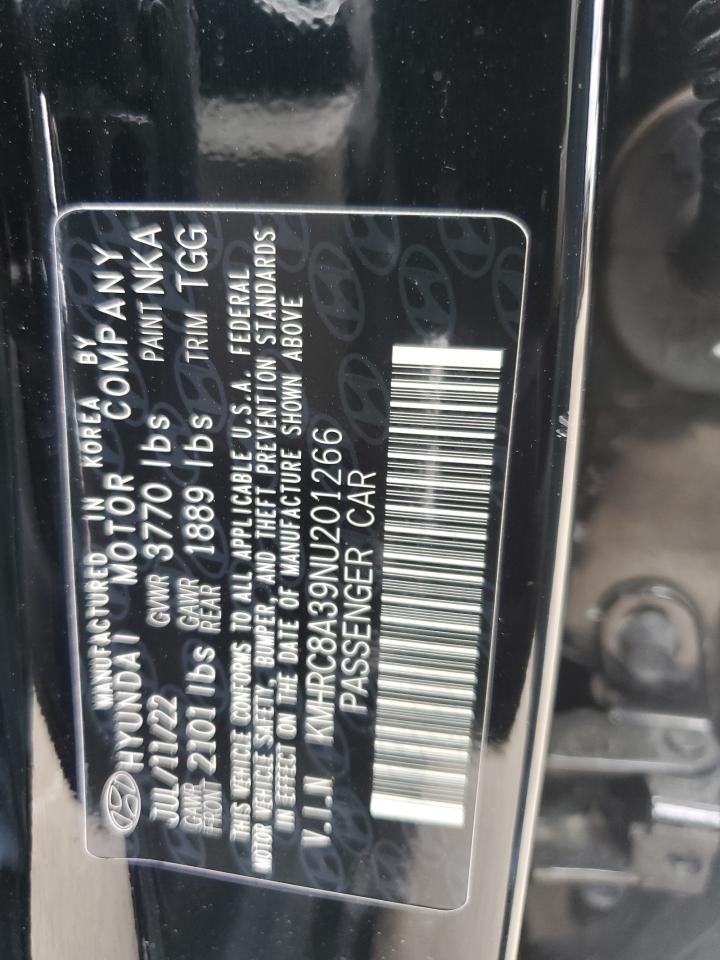 MANUFACTURED IN KOREA BY
HYUNDAI MOTOR COMPANY
JUL/11/22 GVWR 3770 lbs PAINT NKA
GAWR FRONT 2101 lbs GAWR REAR 1889 lbs TRIM TGG
THIS VEHICLE CONFORMS TO ALL APPLICABLE U.S.A. FEDERAL
MOTOR VEHICLE SAFETY, BUMPER, AND THEFT PREVENTION STANDARDS
IN EFFECT ON THE DATE OF MANUFACTURE SHOWN ABOVE
V.I.N KMHRC8A39NU201266
PASSENGER CAR